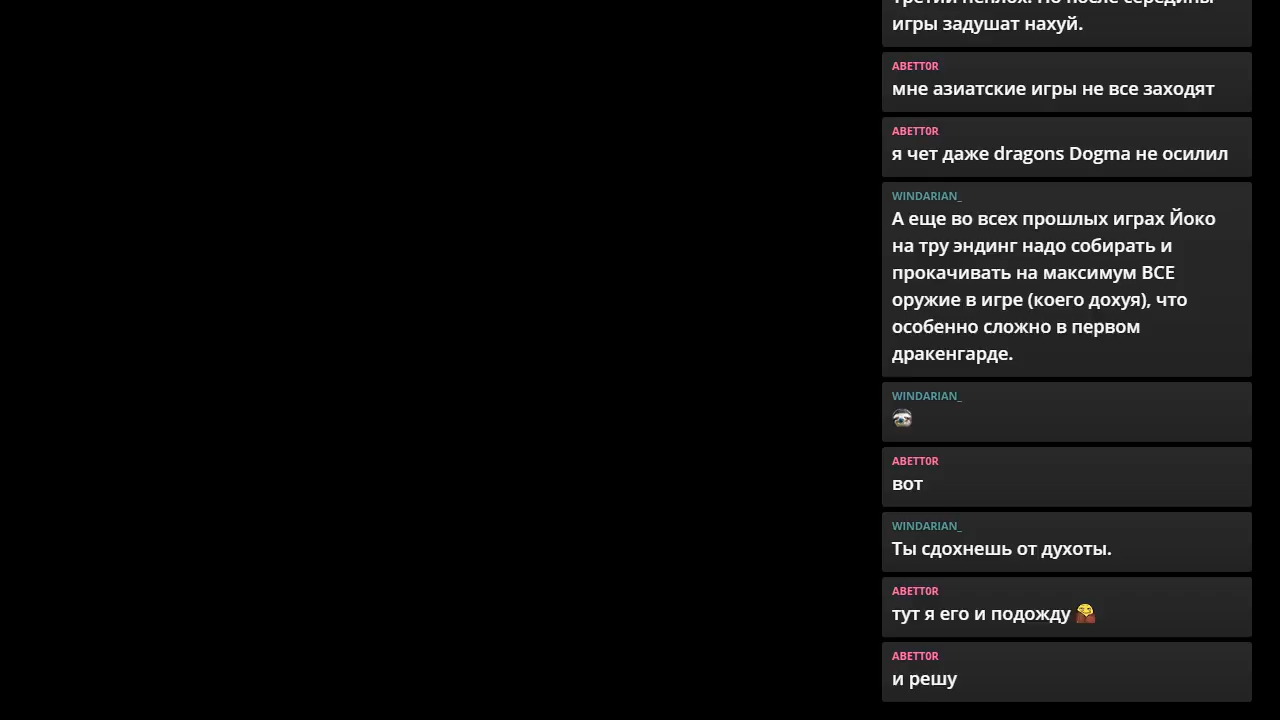 игры задушат нахуй.
ABETT0R
мне азиатские игры не все заходят
ABETT0R
я чет даже dragons Dogma не осилил
WINDARIAN_
А еще во всех прошлых играх Йоко
на тру эндинг надо собирать и
прокачивать на максимум ВСЕ
оружие в игре (коего дохуя), что
особенно сложно в первом
дракенгарде.
WINDARIAN_
ABETT0R
вот
WINDARIAN_
Ты сдохнешь от духоты.
ABETT0R
тут я его и подожду
ABETT0R
и решу